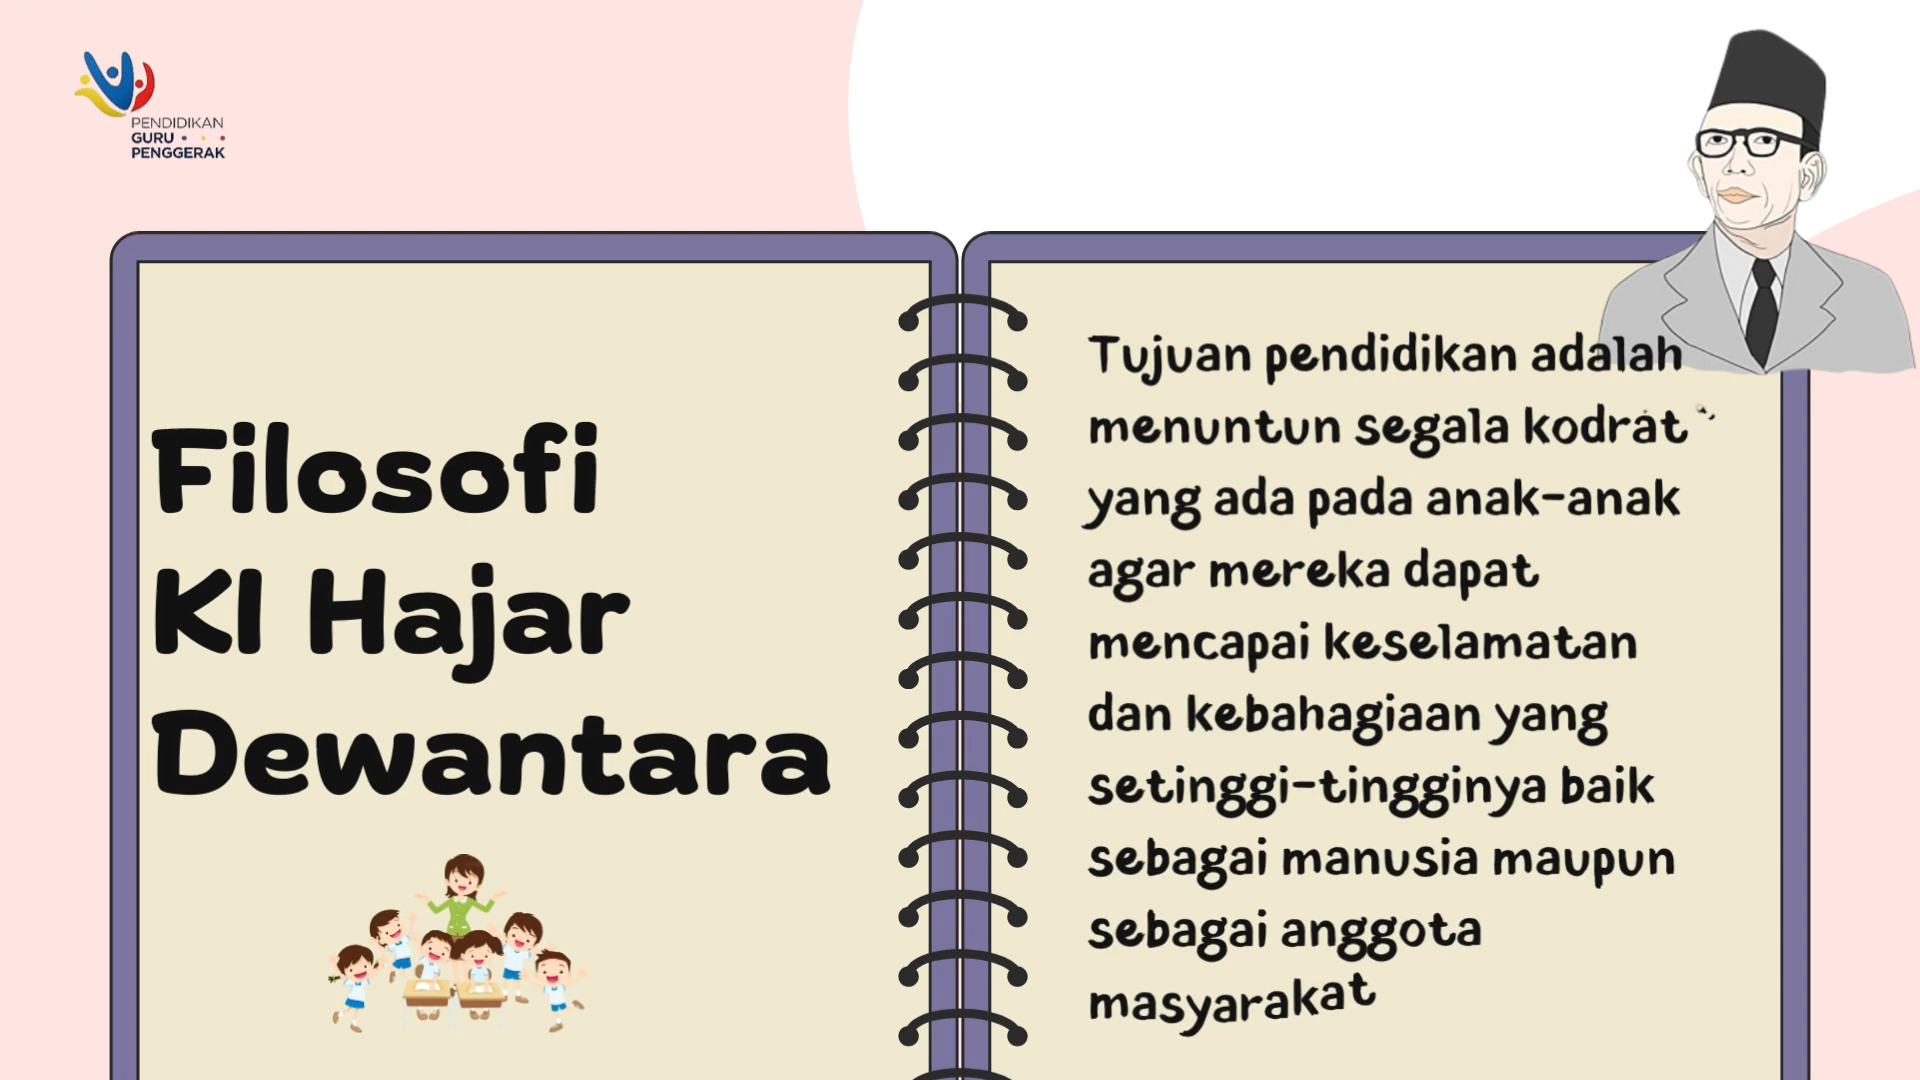 PENDIDIKAN
GURU
PENGGERAK
Filosofi
KI Hajar
Dewantara
Tujuan pendidikan adalah
menuntun segala kodrat
yang ada pada anak-anak
agar mereka dapat
mencapai keselamatan
dan kebahagiaan yang
setinggi-tingginya baik
sebagai manusia maupun
sebagai anggota
masyarakat